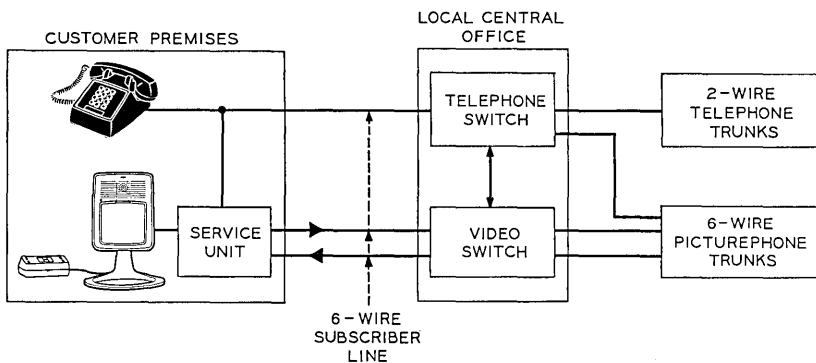 CUSTOMER PREMISES
LOCAL CENTRAL
OFFICE
TELEPHONE
SWITCH
2-WIRE
TELEPHONE
TRUNKS
SERVICE
UNIT
VIDEO
SWITCH
6-WIRE
PICTUREPHONE
TRUNKS
6-WIRE
SUBSCRIBER
LINE